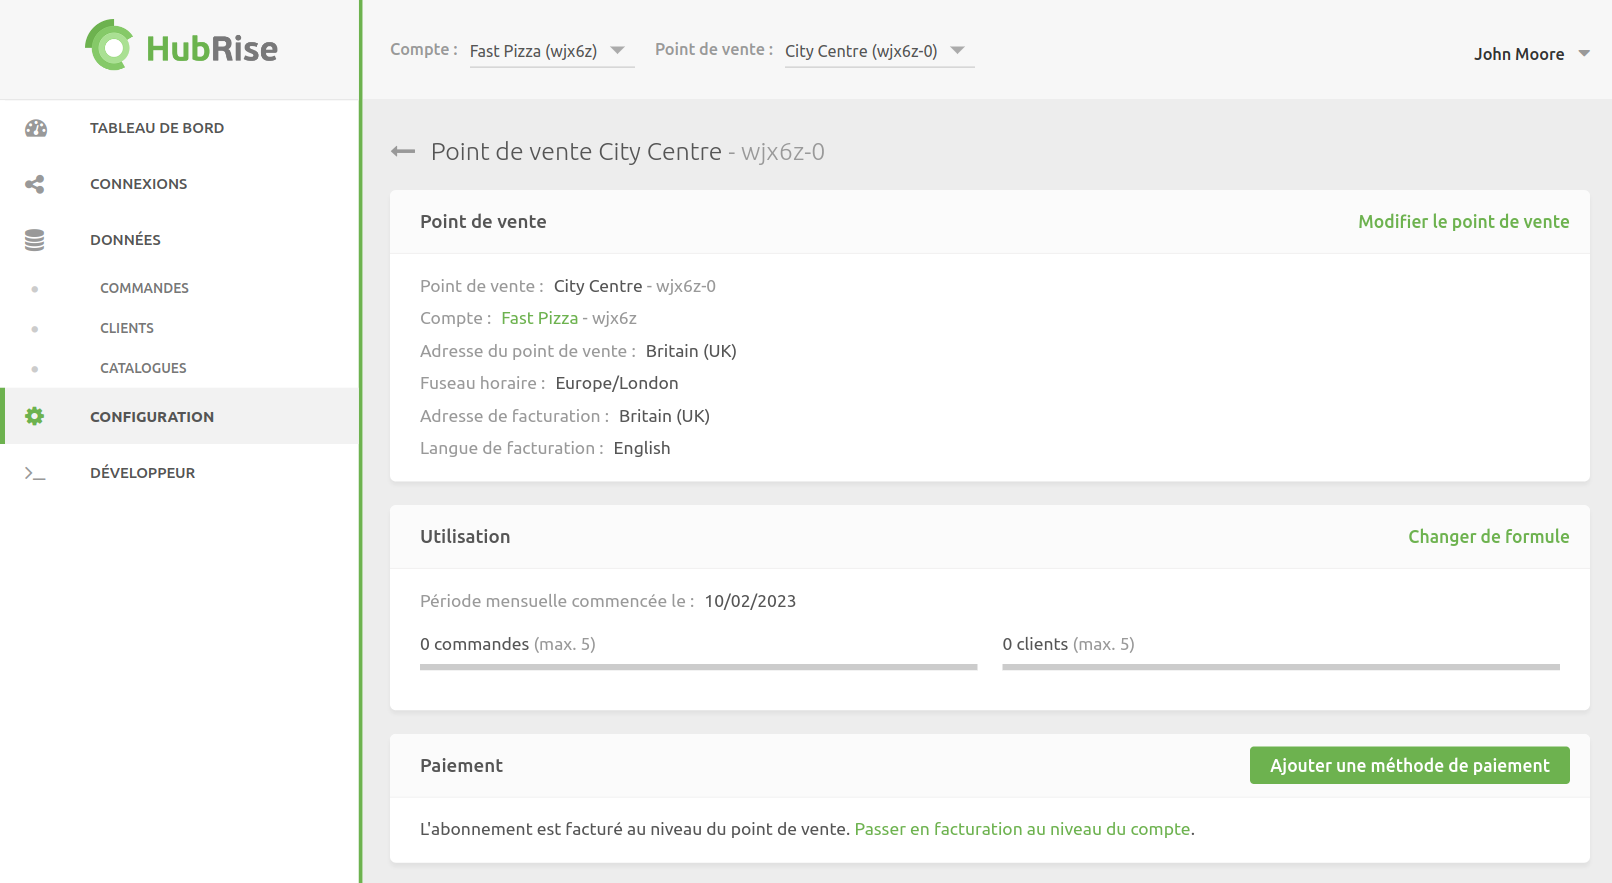 HubRise
Compte : Fast Pizza (wjx6z) Point de vente : City Centre (wjx6z-0)
John Moore
TABLEAU DE BORD
CONNEXIONS
DONNÉES
COMMANDES
CLIENTS
CATALOGUES
CONFIGURATION
DÉVELOPPEUR
Point de vente City Centre - wjx6z-0
Point de vente Modifier le point de vente
Point de vente : City Centre - wjx6z-0
Compte : Fast Pizza - wjx6z
Adresse du point de vente : Britain (UK)
Fuseau horaire : Europe/London
Adresse de facturation : Britain (UK)
Langue de facturation : English
Utilisation Changer de formule
Période mensuelle commencée le : 10/02/2023
0 commandes (max. 5) 0 clients (max. 5)
Paiement Ajouter une méthode de paiement
L'abonnement est facturé au niveau du point de vente. Passer en facturation au niveau du compte.